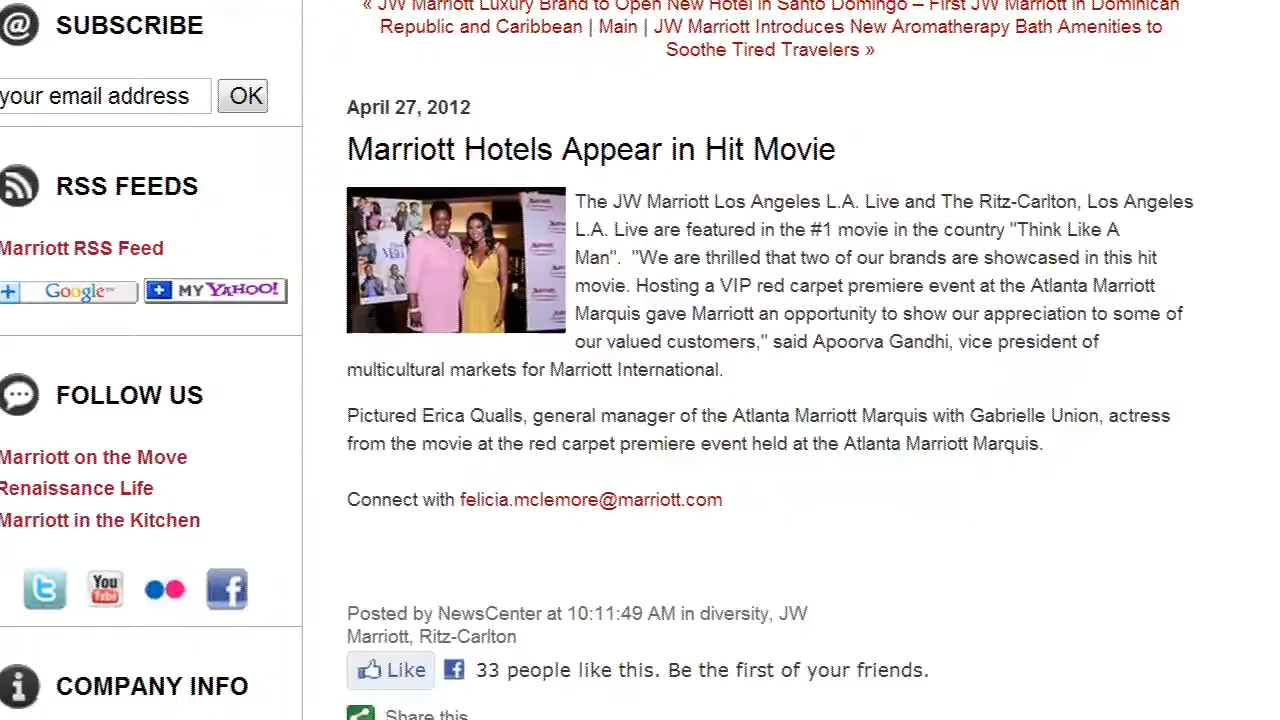 SUBSCRIBE
your email address
OK
RSS FEEDS
Marriott RSS Feed
Google™
MY YAHOO!
FOLLOW US
Marriott on the Move
Renaissance Life
Marriott in the Kitchen
You
Tube
COMPANY INFO
« JW Marriott Luxury Brand to Open New Hotel in Santo Domingo – First JW Marriott in Dominican
Republic and Caribbean | Main | JW Marriott Introduces New Aromatherapy Bath Amenities to
Soothe Tired Travelers »
April 27, 2012
Marriott Hotels Appear in Hit Movie
The JW Marriott Los Angeles L.A. Live and The Ritz-Carlton, Los Angeles
L.A. Live are featured in the #1 movie in the country "Think Like A
Man".  "We are thrilled that two of our brands are showcased in this hit
movie. Hosting a VIP red carpet premiere event at the Atlanta Marriott
Marquis gave Marriott an opportunity to show our appreciation to some of
our valued customers," said Apoorva Gandhi, vice president of
multicultural markets for Marriott International.
Pictured Erica Qualls, general manager of the Atlanta Marriott Marquis with Gabrielle Union, actress
from the movie at the red carpet premiere event held at the Atlanta Marriott Marquis.
Connect with felicia.mclemore@marriott.com
Posted by NewsCenter at 10:11:49 AM in diversity, JW
Marriott, Ritz-Carlton
Like
33 people like this. Be the first of your friends.
Share this